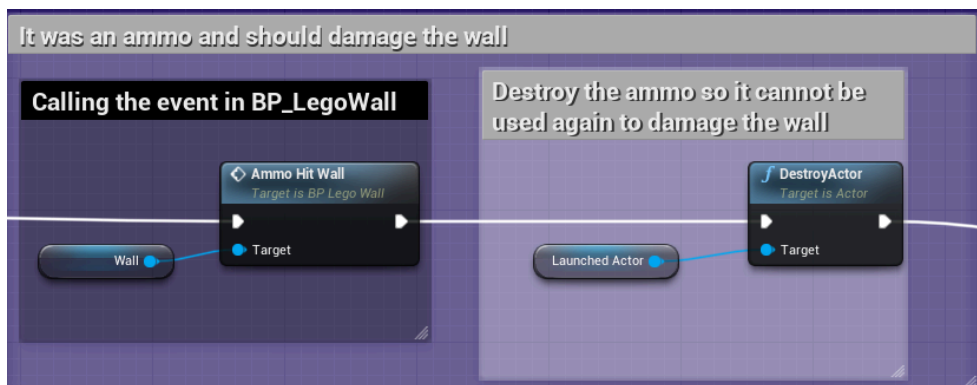 It was an ammo and should damage the wall
Calling the event in BP_LegoWall
Destroy the ammo so it cannot be
used again to damage the wall
Ammo Hit Wall
Target is BP Lego Wall
DestroyActor
Target is Actor
Wall
Target
Launched Actor
Target